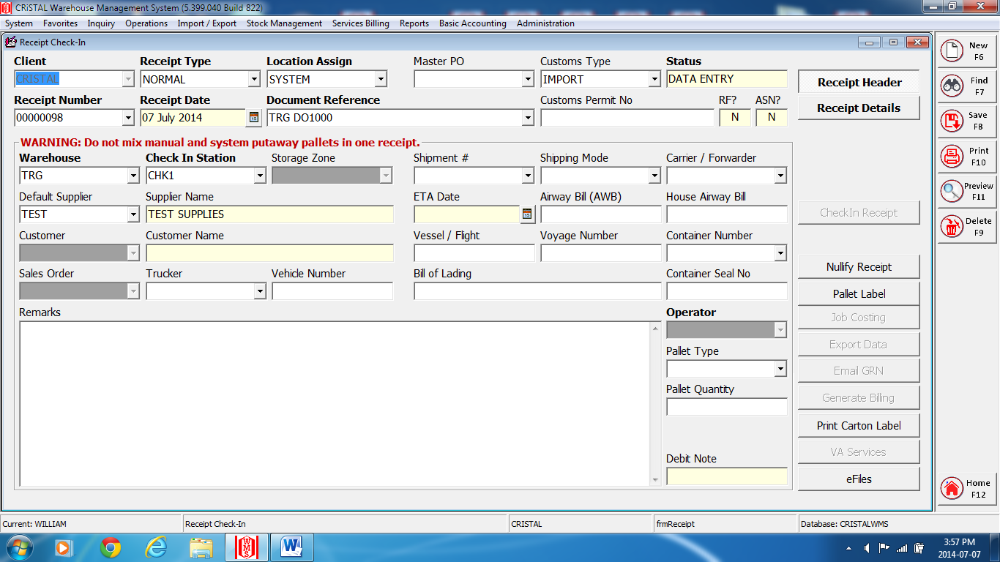 CRiSTAL Warehouse Management System (5.399.040 Build 822)
System Favorites Inquiry Operations Import / Export Stock Management Services Billing Reports Basic Accounting Administration
Receipt Check-In
Client Receipt Type Location Assign Master PO Customs Type Status
CRISTAL NORMAL SYSTEM IMPORT DATA ENTRY
Receipt Number Receipt Date Document Reference Customs Permit No RF? ASN?
00000098 07 July 2014 TRG DO1000 N N
WARNING: Do not mix manual and system putaway pallets in one receipt.
Warehouse Check In Station Storage Zone Shipment # Shipping Mode Carrier / Forwarder
TRG CHK1
Default Supplier Supplier Name ETA Date Airway Bill (AWB) House Airway Bill
TEST TEST SUPPLIES
Customer Customer Name Vessel / Flight Voyage Number Container Number
Sales Order Trucker Vehicle Number Bill of Lading Container Seal No
Remarks Operator
Pallet Type
Pallet Quantity
Debit Note
Receipt Header
Receipt Details
CheckIn Receipt
Nullify Receipt
Pallet Label
Job Costing
Export Data
Email GRN
Generate Billing
Print Carton Label
VA Services
eFiles
New
F6
Find
F7
Save
F8
Print
F10
Preview
F11
Delete
F9
Home
F12
Current: WILLIAM Receipt Check-In CRISTAL frmReceipt Database: CRISTALWMS
WMS
W
3:57 PM
2014-07-07